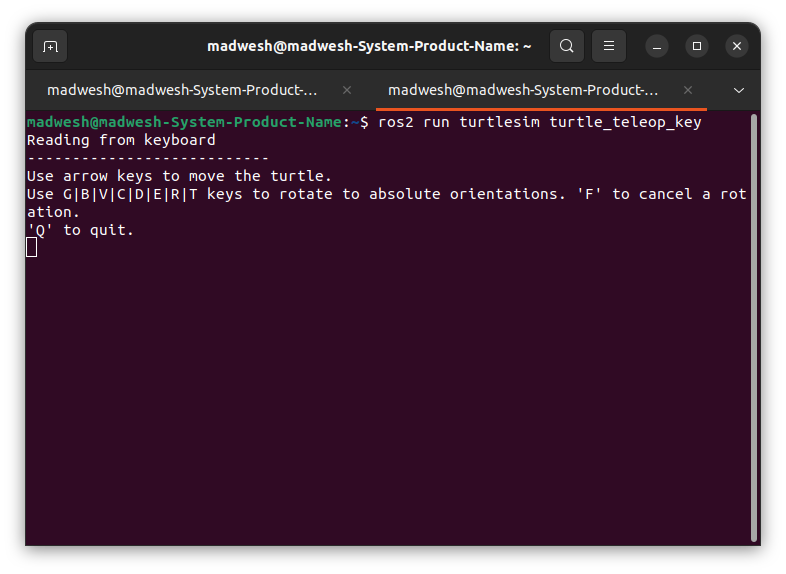 madwesh@madwesh-System-Product-Name: ~
madwesh@madwesh-System-Product-... madwesh@madwesh-System-Product-...
madwesh@madwesh-System-Product-Name:~$ ros2 run turtlesim turtle_teleop_key
Reading from keyboard
---------------------------
Use arrow keys to move the turtle.
Use G|B|V|C|D|E|R|T keys to rotate to absolute orientations. 'F' to cancel a rot
ation.
'Q' to quit.